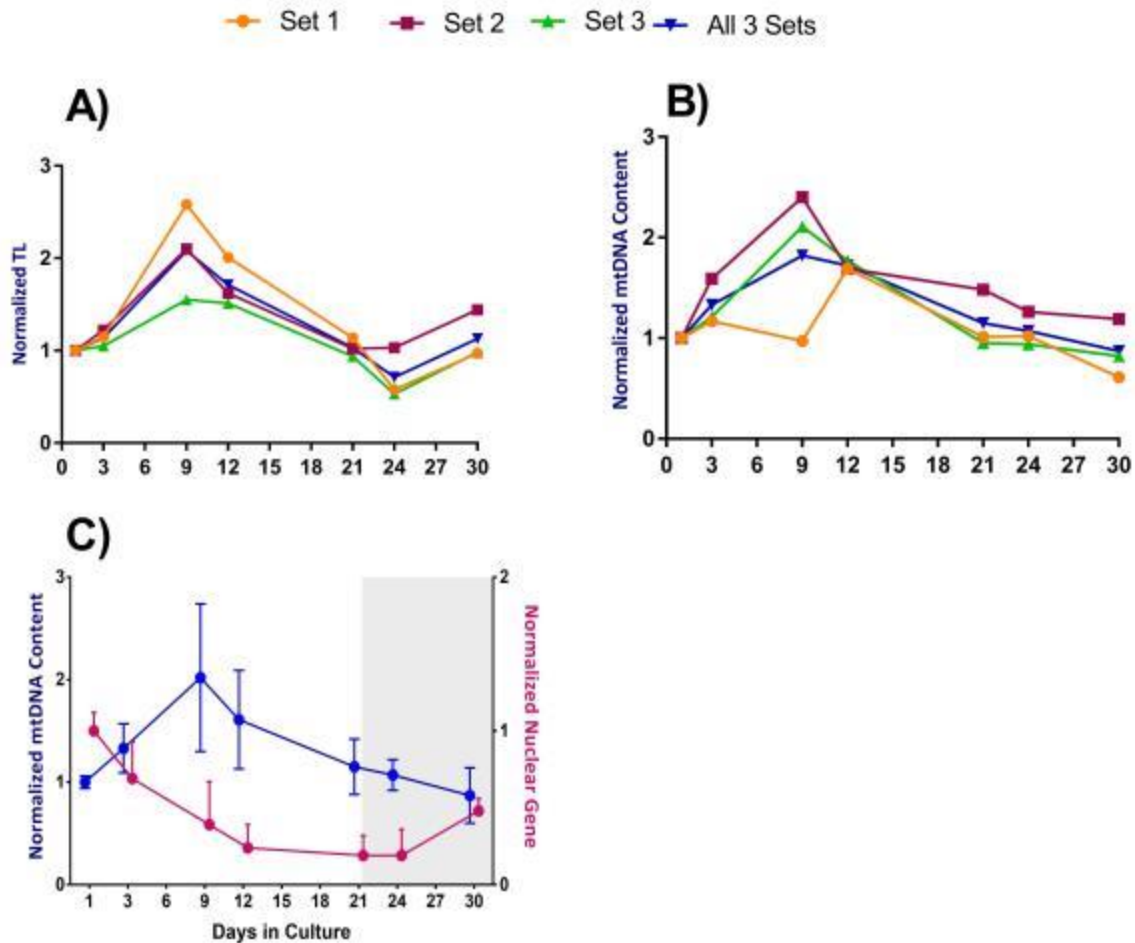 Set 1 Set 2 Set 3 All 3 Sets
A)
Normalized TL
3
2
1
0
0 3 6 9 12 15 18 21 24 27 30
B)
Normalized mtDNA Content
3
2
1
0
0 3 6 9 12 15 18 21 24 27 30
C)
Normalized mtDNA Content
3
2
1
0
2
1
0
Normalized Nuclear Gene
1 3 6 9 12 15 18 21 24 27 30
Days in Culture